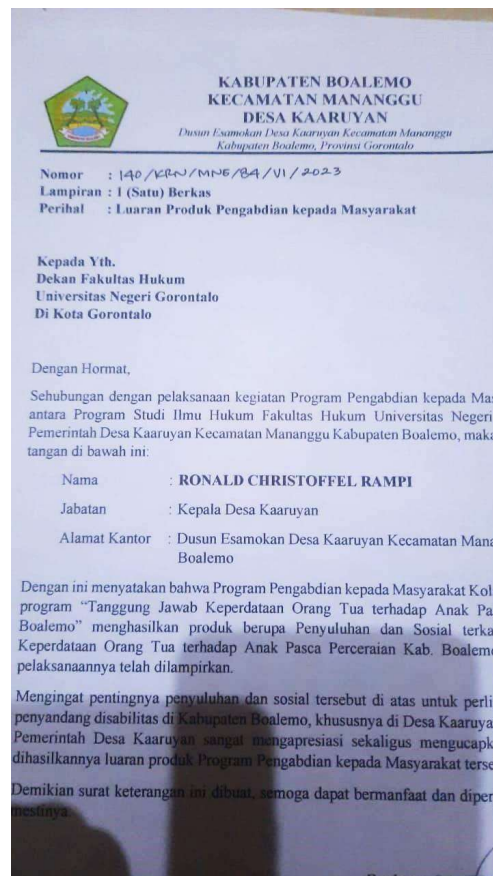 KABUPATEN BOALEMO
KECAMATAN MANANGGU
DESA KAARUYAN
Dusun Esamokan Desa Kaaruyan Kecamatan Mananggu
Kabupaten Boalemo, Provinsi Gorontalo
Nomor : 140/KRN/MNG/84/VI/2023
Lampiran : 1 (Satu) Berkas
Perihal : Luaran Produk Pengabdian kepada Masyarakat
Kepada Yth.
Dekan Fakultas Hukum
Universitas Negeri Gorontalo
Di Kota Gorontalo
Dengan Hormat,
Sehubungan dengan pelaksanaan kegiatan Program Pengabdian kepada Mas
antara Program Studi Ilmu Hukum Fakultas Hukum Universitas Negeri
Pemerintah Desa Kaaruyan Kecamatan Mananggu Kabupaten Boalemo, maka
tangan di bawah ini:
Nama : RONALD CHRISTOFFEL RAMPI
Jabatan : Kepala Desa Kaaruyan
Alamat Kantor : Dusun Esamokan Desa Kaaruyan Kecamatan Mana
Boalemo
Dengan ini menyatakan bahwa Program Pengabdian kepada Masyarakat Kol
program “Tanggung Jawab Keperdataan Orang Tua terhadap Anak Pa
Boalemo” menghasilkan produk berupa Penyuluhan dan Sosial terka
Keperdataan Orang Tua terhadap Anak Pasca Perceraian Kab. Boalemo
pelaksanaannya telah dilampirkan.
Mengingat pentingnya penyuluhan dan sosial tersebut di atas untuk perli
penyandang disabilitas di Kabupaten Boalemo, khususnya di Desa Kaaruya
Pemerintah Desa Kaaruyan sangat mengapresiasi sekaligus mengucapk
dihasilkannya luaran produk Program Pengabdian kepada Masyarakat terse
Demikian surat keterangan ini dibuat, semoga dapat bermanfaat dan diper
mestinya.